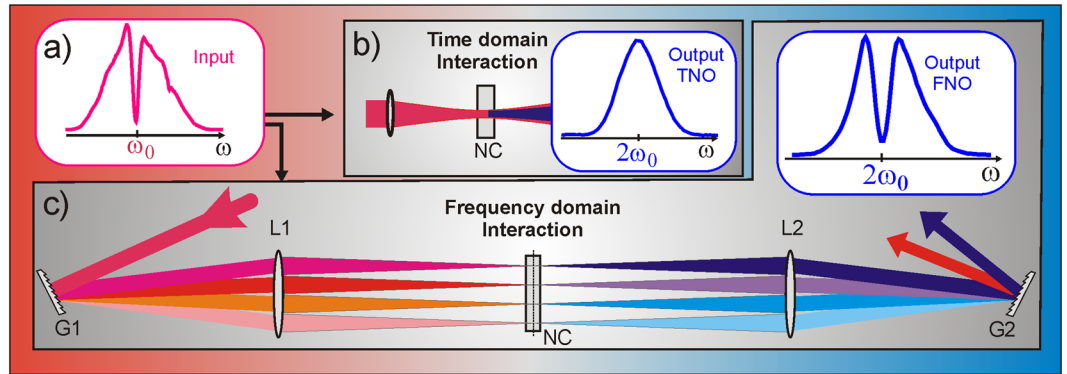 a)
Input
ω0
ω
b)
Time domain
Interaction
NC
Output
TNO
2ω0
ω
Output
FNO
2ω0
ω
c)
Frequency domain
Interaction
L1
L2
G1
NC
G2